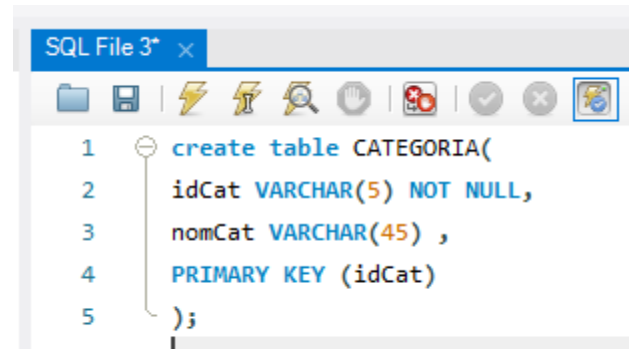 SQL File 3*
1 create table CATEGORIA(
2 idCat VARCHAR(5) NOT NULL,
3 nomCat VARCHAR(45) ,
4 PRIMARY KEY (idCat)
5 );